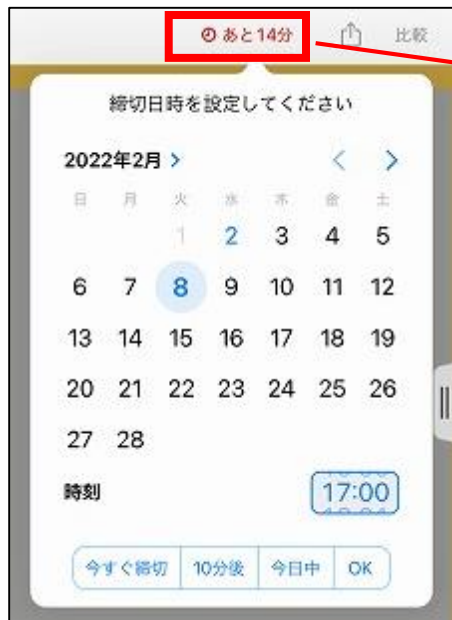 あと14分 比較
締切日時を設定してください
2022年2月 > < >
日 月 火 水 木 金 土
1 2 3 4 5
6 7 8 9 10 11 12
13 14 15 16 17 18 19
20 21 22 23 24 25 26
27 28
時刻 17:00
今すぐ締切 10分後 今日中 OK